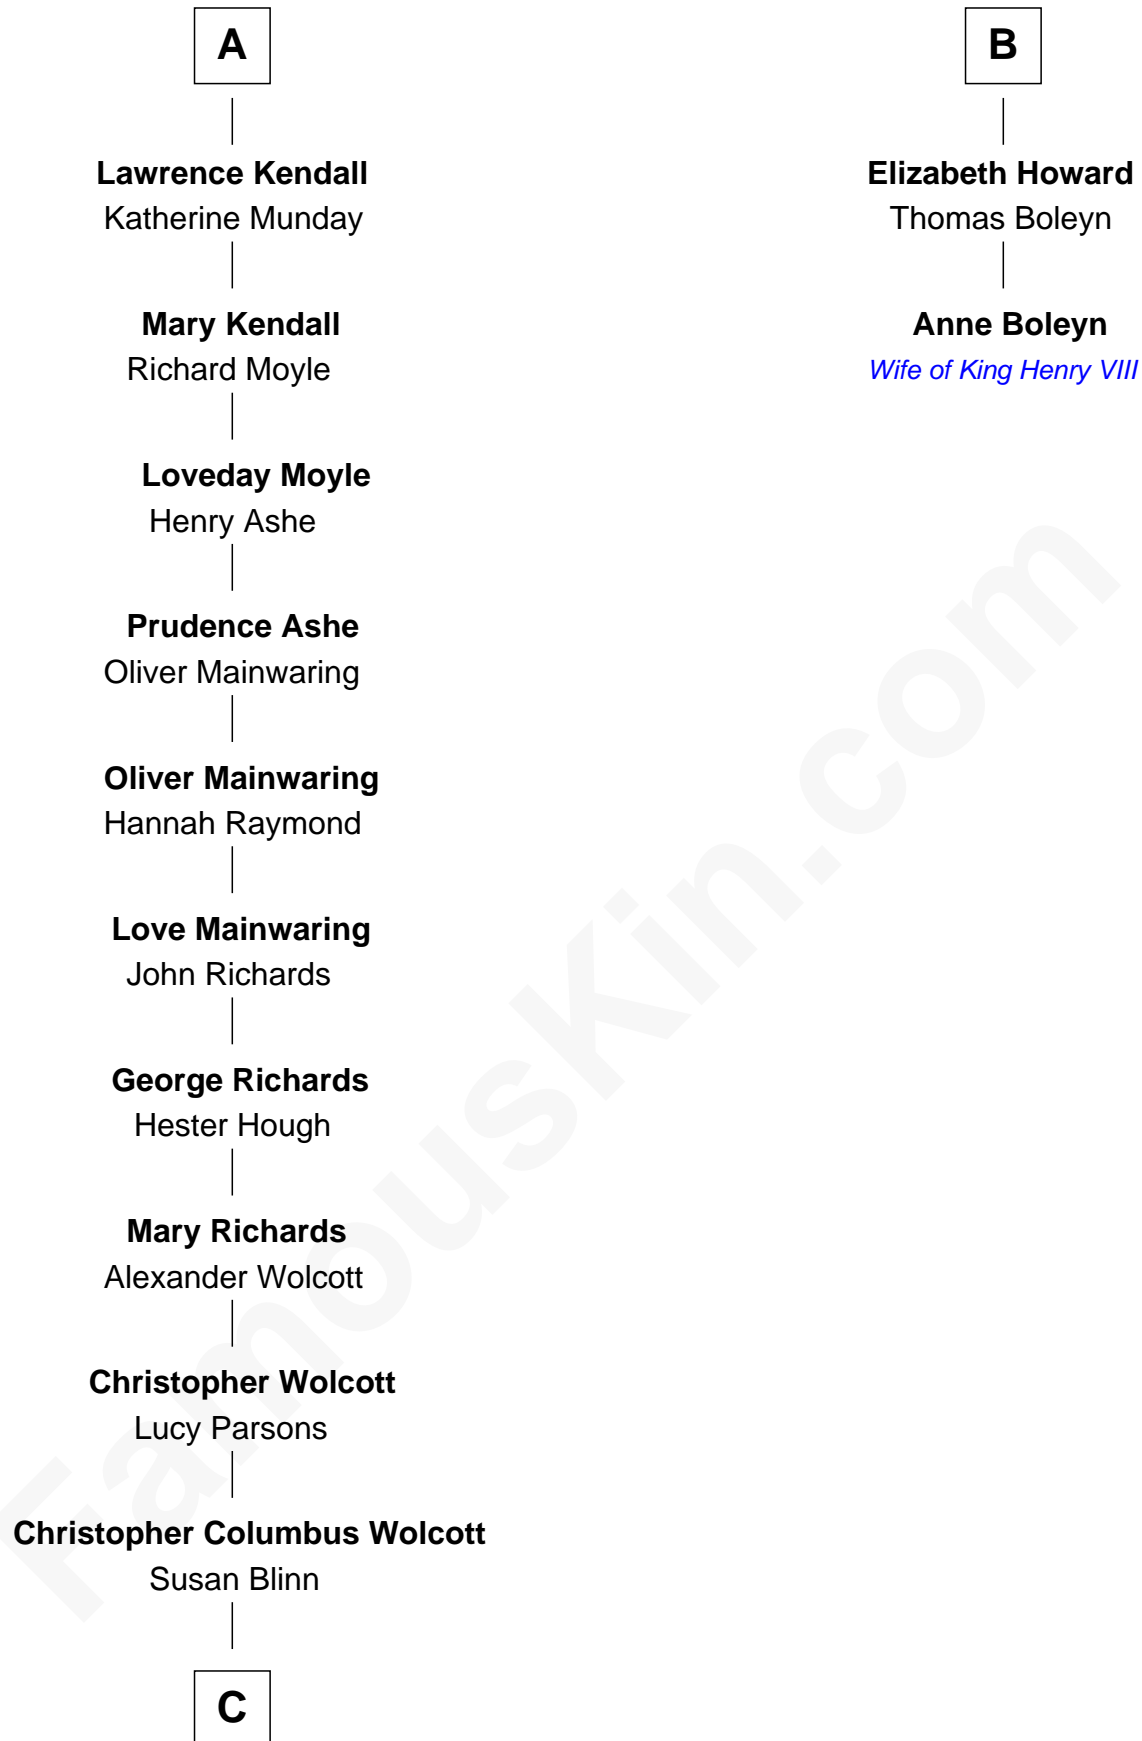 A
Lawrence Kendall
Katherine Munday
Mary Kendall
Richard Moyle
Loveday Moyle
Henry Ashe
Prudence Ashe
Oliver Mainwaring
Oliver Mainwaring
Hannah Raymond
Love Mainwaring
John Richards
George Richards
Hester Hough
Mary Richards
Alexander Wolcott
Christopher Wolcott
Lucy Parsons
Christopher Columbus Wolcott
Susan Blinn
C
B
Elizabeth Howard
Thomas Boleyn
Anne Boleyn
Wife of King Henry VIII
FamousKin.com